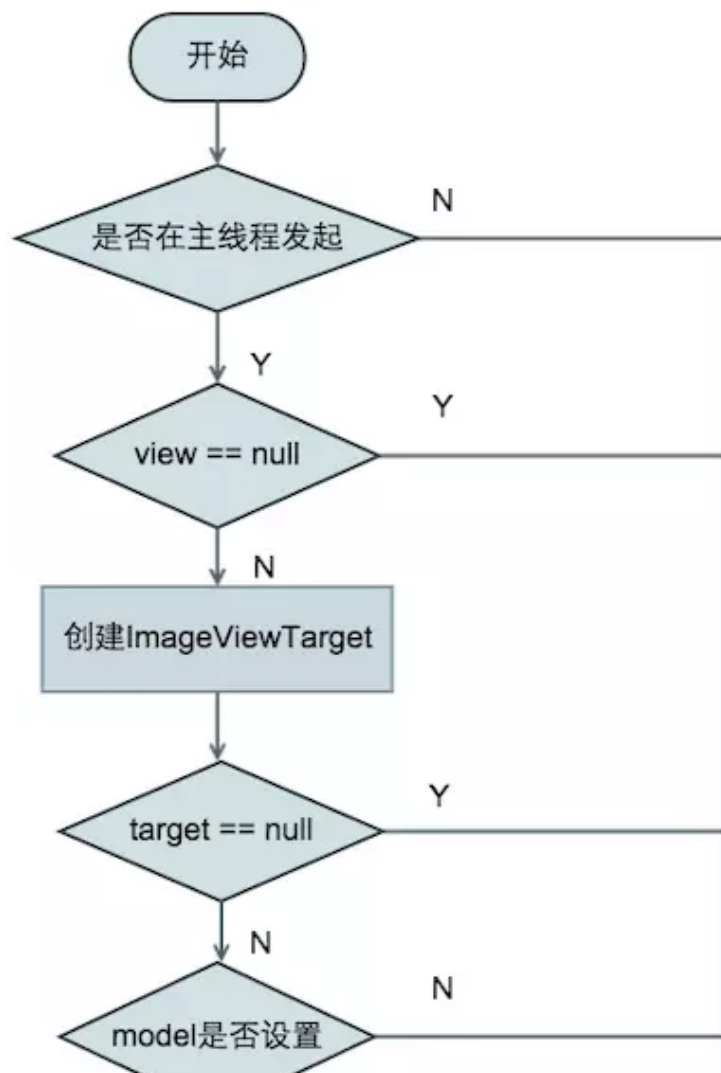 开始
是否在主线程发起
N
Y
view == null
Y
N
创建ImageViewTarget
target == null
Y
N
model是否设置
N